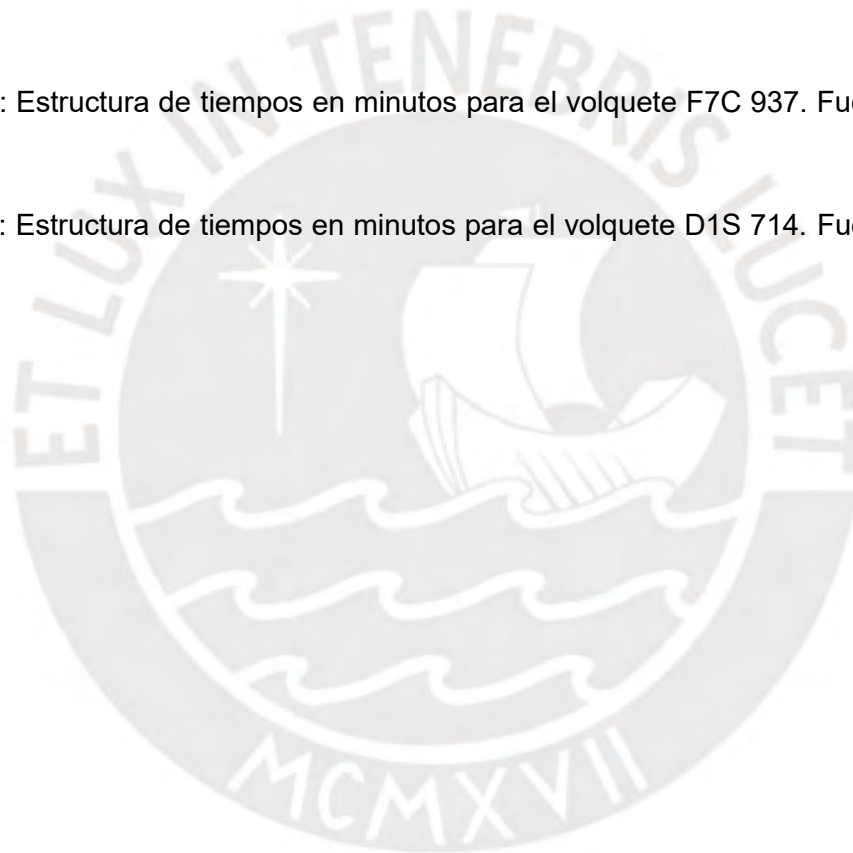 : Estructura de tiempos en minutos para el volquete F7C 937. Fu
: Estructura de tiempos en minutos para el volquete D1S 714. Fu
ET LUX IN TENEBRIS LUCET
MCMXVII